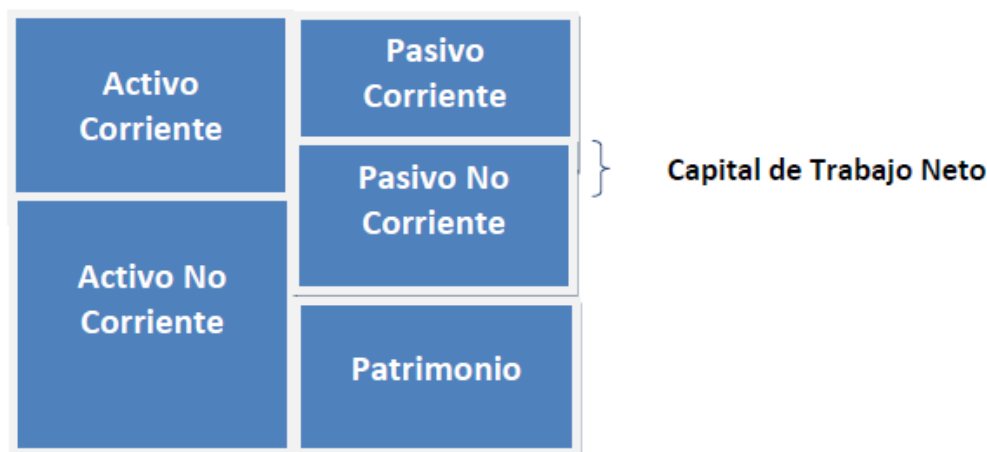 Activo
Corriente
Pasivo
Corriente
Pasivo No
Corriente
Capital de Trabajo Neto
Activo No
Corriente
Patrimonio